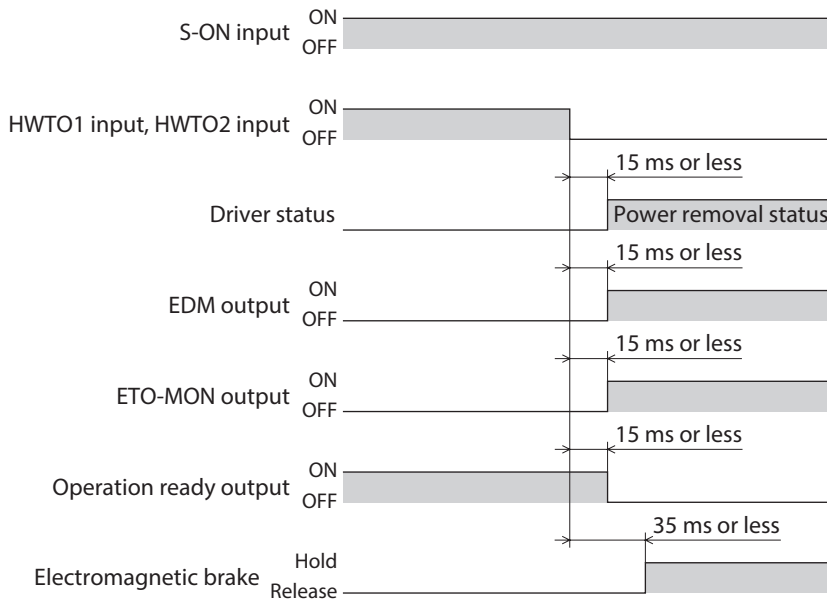 S-ON input
ON
OFF
HWTO1 input, HWTO2 input
ON
OFF
15 ms or less
Driver status
Power removal status
15 ms or less
EDM output
ON
OFF
15 ms or less
ETO-MON output
ON
OFF
15 ms or less
Operation ready output
ON
OFF
35 ms or less
Electromagnetic brake
Hold
Release